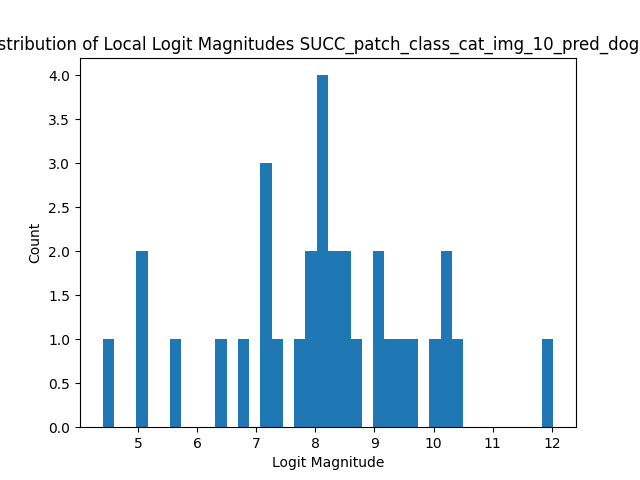 stribution of Local Logit Magnitudes SUCC_patch_class_cat_img_10_pred_dog
4.0
3.5
3.0
2.5
2.0
1.5
1.0
0.5
0.0
Count
5 6 7 8 9 10 11 12
Logit Magnitude